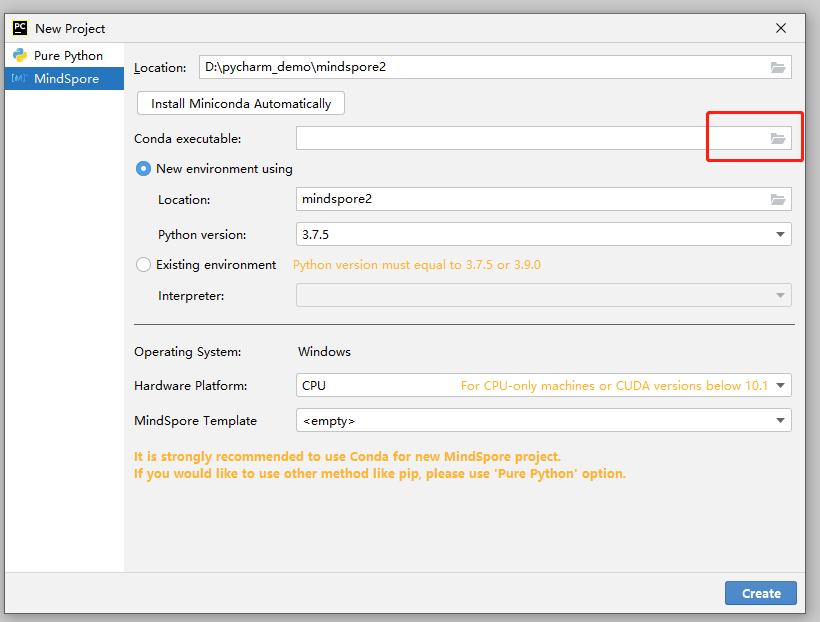 PC New Project
Pure Python
[M] MindSpore
Location: D:\pycharm_demo\mindspore2
Install Miniconda Automatically
Conda executable:
New environment using
Location: mindspore2
Python version: 3.7.5
Existing environment Python version must equal to 3.7.5 or 3.9.0
Interpreter:
Operating System: Windows
Hardware Platform: CPU For CPU-only machines or CUDA versions below 10.1
MindSpore Template <empty>
It is strongly recommended to use Conda for new MindSpore project.
If you would like to use other method like pip, please use 'Pure Python' option.
Create